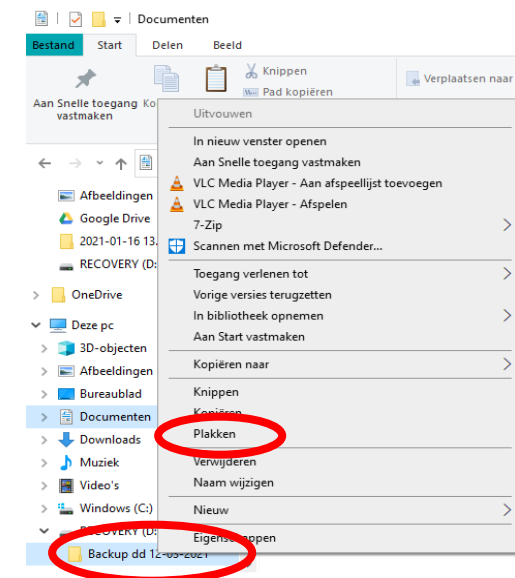 Documenten
Bestand Start Delen Beeld
Aan Snelle toegang
vastmaken
Knippen
Pad kopiëren
Verplaatsen naar
Uitvouwen
In nieuw venster openen
Aan Snelle toegang vastmaken
VLC Media Player - Aan afspeellijst toevoegen
VLC Media Player - Afspelen
7-Zip
Scannen met Microsoft Defender...
Toegang verlenen tot
Vorige versies terugzetten
In bibliotheek opnemen
Aan Start vastmaken
Kopiëren naar
Knippen
Kopiëren
Plakken
Verwijderen
Naam wijzigen
Nieuw
Eigenschappen
Afbeeldingen
Google Drive
2021-01-16 13.
RECOVERY (D:
OneDrive
Deze pc
3D-objecten
Afbeeldingen
Bureaublad
Documenten
Downloads
Muziek
Video's
Windows (C:)
RECOVERY (D:
Backup dd 12-03-2021